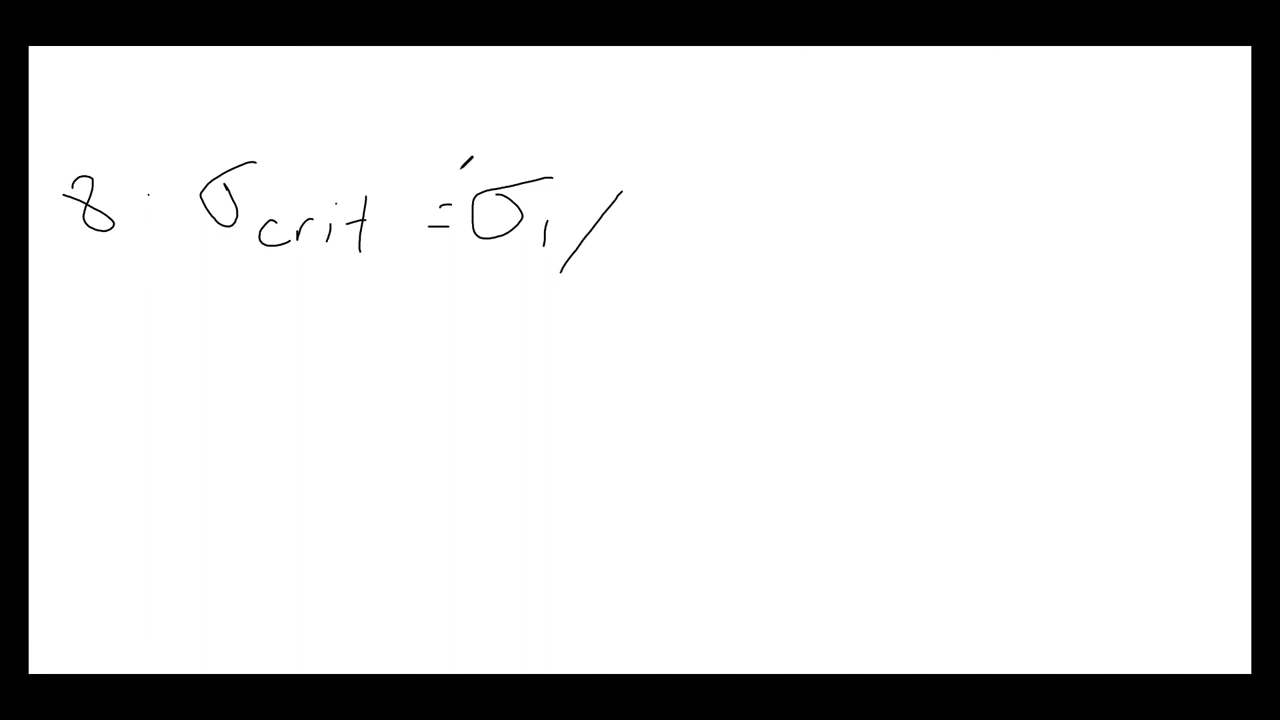 8. σcrit = σ1/